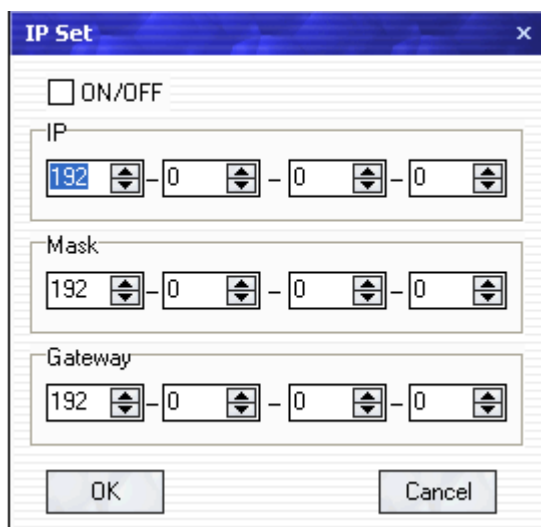 IP Set
ON/OFF
IP
192 – 0 – 0 – 0
Mask
192 – 0 – 0 – 0
Gateway
192 – 0 – 0 – 0
OK Cancel